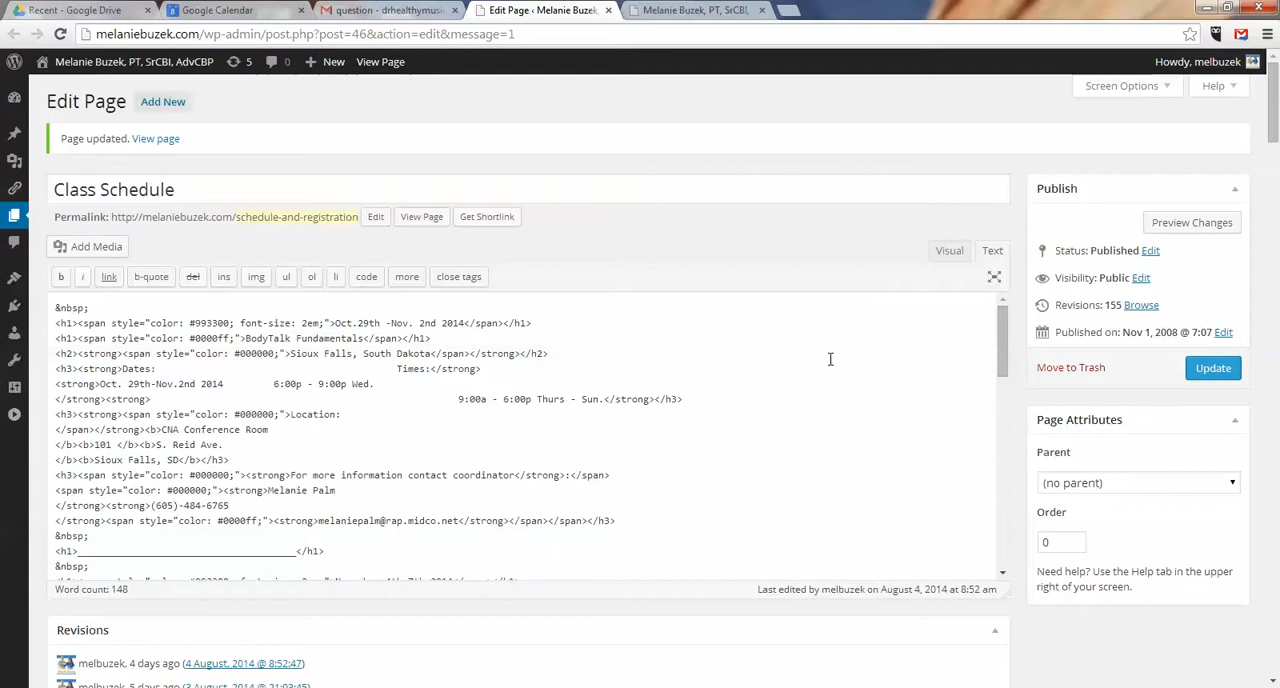 Recent - Google Drive
Google Calendar
question - drhealthymusi
Edit Page ‹ Melanie Buzek,
Melanie Buzek, PT, SrCBI,
melaniebuzek.com/wp-admin/post.php?post=46&action=edit&message=1
Melanie Buzek, PT, SrCBI, AdvCBP 5 0 New View Page Howdy, melbuzek
Edit Page Add New Screen Options Help
Page updated. View page
Class Schedule
Permalink: http://melaniebuzek.com/schedule-and-registration Edit View Page Get Shortlink
Add Media Visual Text
b i link b-quote del ins img ul ol li code more close tags
&nbsp;
<h1><span style="color: #993300; font-size: 2em;">Oct.29th -Nov. 2nd 2014</span></h1>
<h1><span style="color: #0000ff;">BodyTalk Fundamentals</span></h1>
<h2><strong><span style="color: #000000;">Sioux Falls, South Dakota</span></strong></h2>
<h3><strong>Dates: Times:</strong>
<strong>Oct. 29th-Nov.2nd 2014 6:00p - 9:00p Wed.
</strong><strong> 9:00a - 6:00p Thurs - Sun.</strong></h3>
<h3><strong><span style="color: #000000;">Location:
</span></strong><b>CNA Conference Room
</b><b>101 </b><b>S. Reid Ave.
</b><b>Sioux Falls, SD</b></h3>
<h3><span style="color: #000000;"><strong>For more information contact coordinator</strong>:</span>
<span style="color: #000000;"><strong>Melanie Palm
</strong><strong>(605)-484-6765
</strong><span style="color: #0000ff;"><strong>melaniepalm@rap.midco.net</strong></span></span></h3>
&nbsp;
<h1>___________________________________</h1>
&nbsp;
Word count: 148 Last edited by melbuzek on August 4, 2014 at 8:52 am
Revisions
melbuzek, 4 days ago (4 August, 2014 @ 8:52:47)
melbuzek, 5 days ago (3 August, 2014 @ 21:03:45)
Publish
Preview Changes
Status: Published Edit
Visibility: Public Edit
Revisions: 155 Browse
Published on: Nov 1, 2008 @ 7:07 Edit
Move to Trash Update
Page Attributes
Parent
(no parent)
Order
0
Need help? Use the Help tab in the upper
right of your screen.